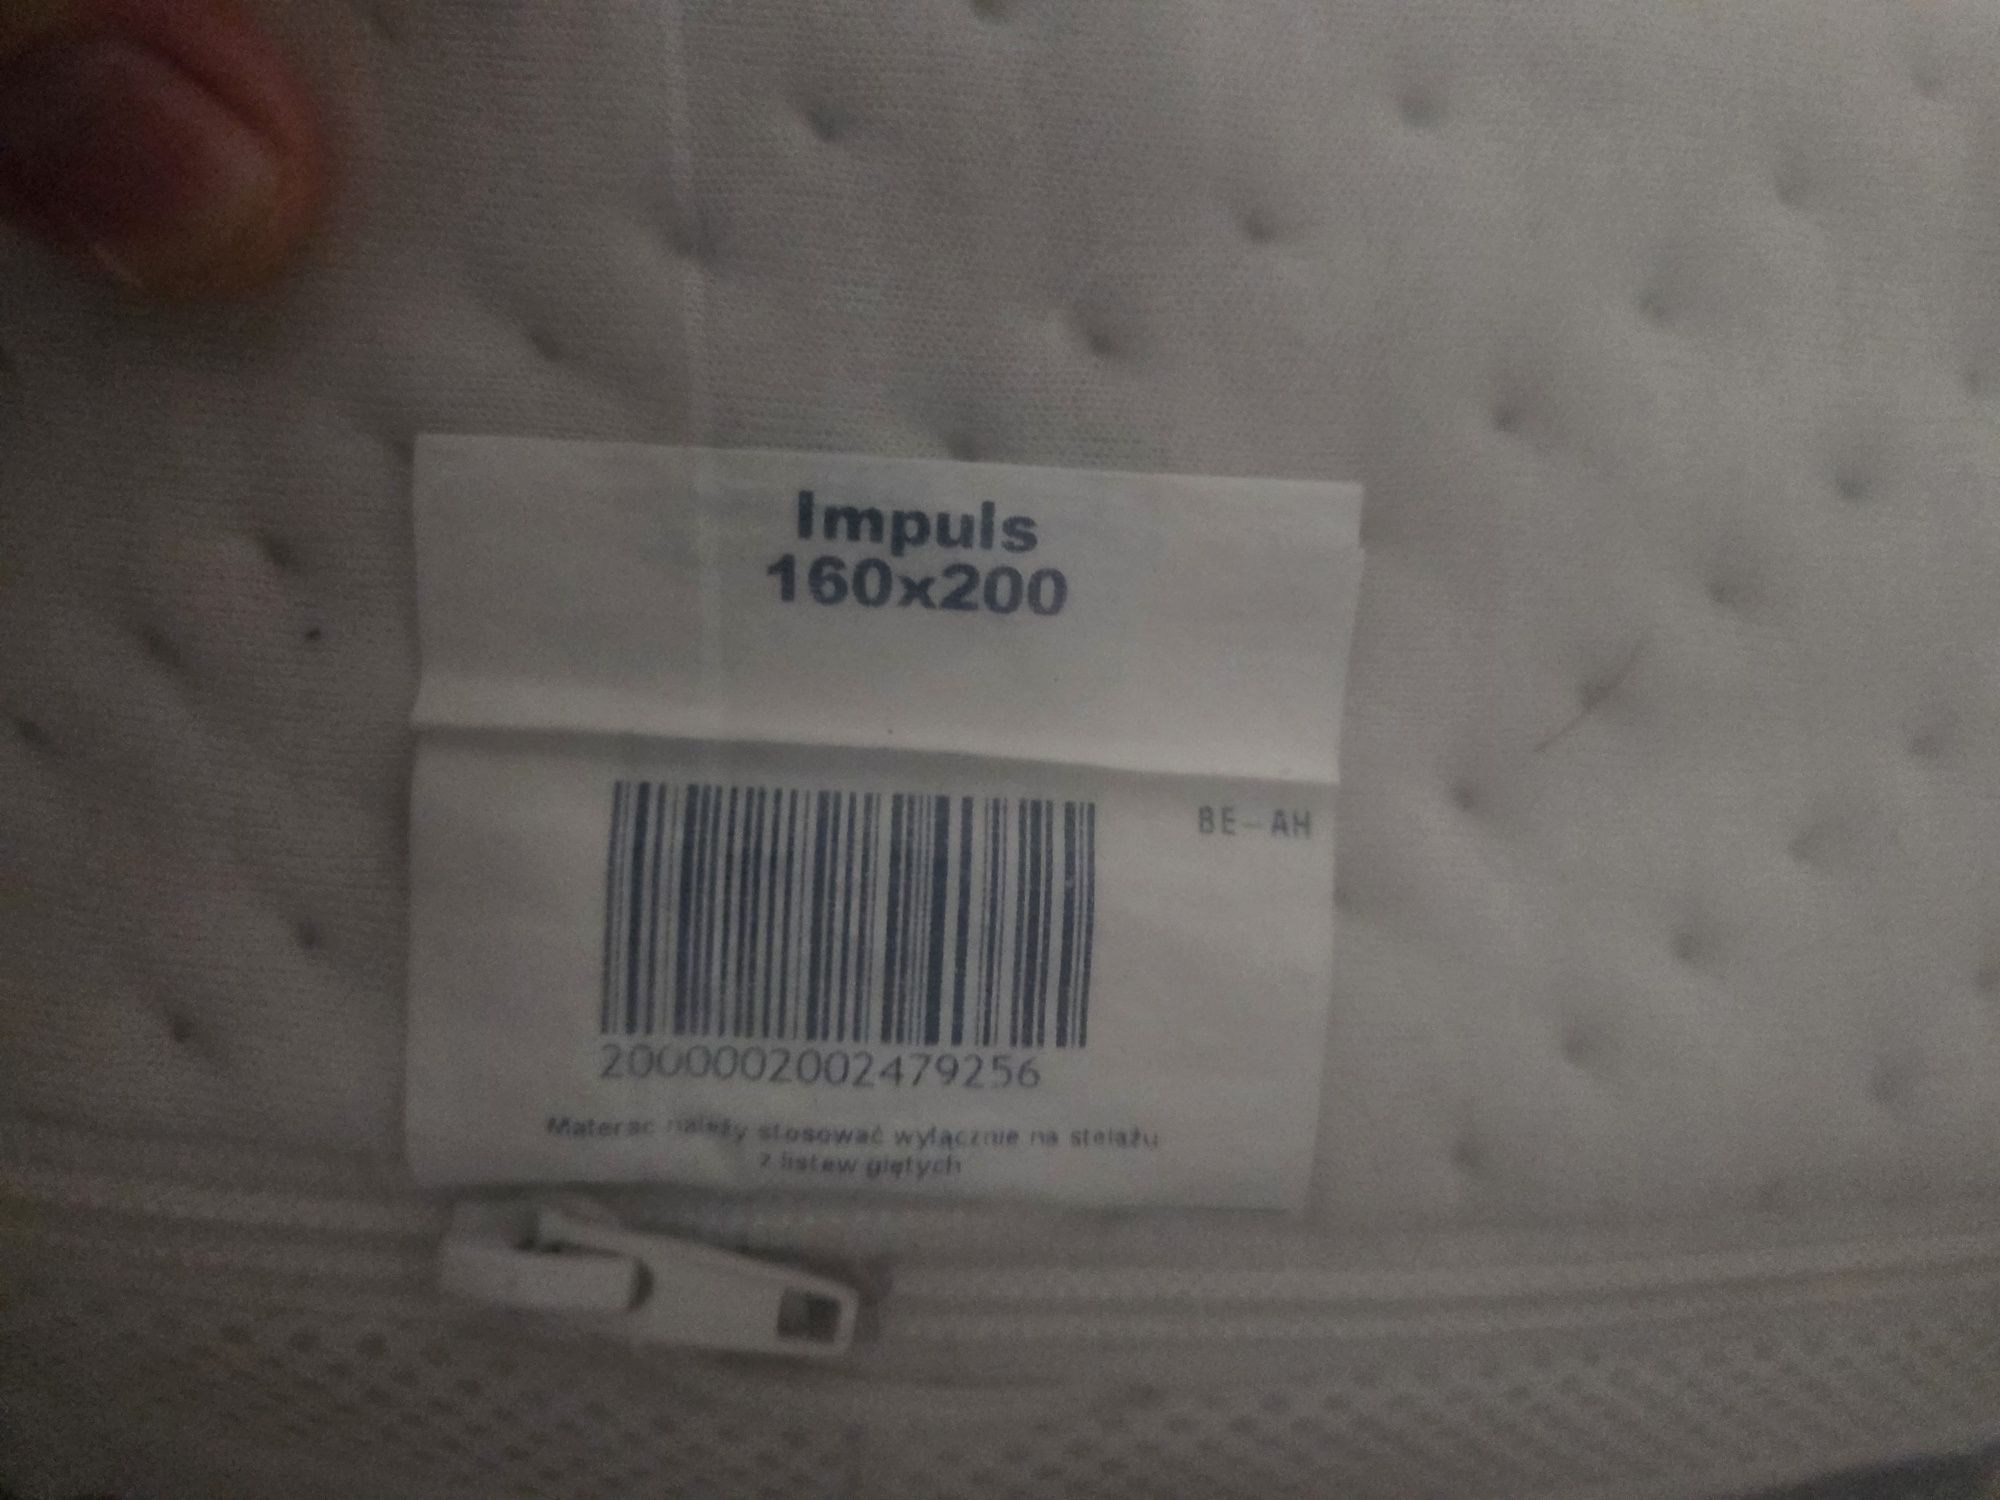 Impuls
160x200
BE-AH
2000002002479256
Materac należy stosować wyłącznie na stelażu
z listew giętych